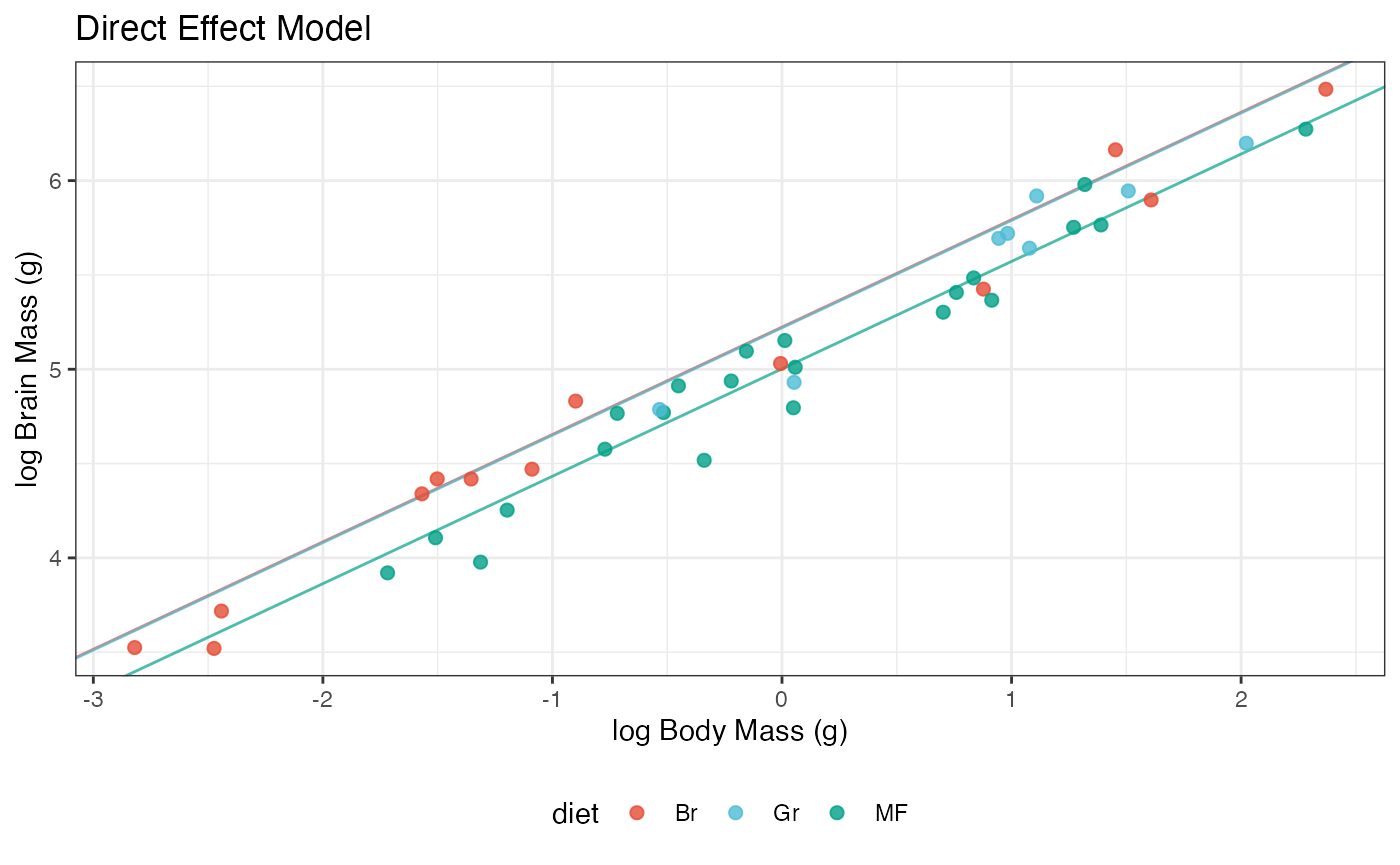 Direct Effect Model
log Brain Mass (g)
6
5
4
-3 -2 -1 0 1 2
log Body Mass (g)
diet Br Gr MF